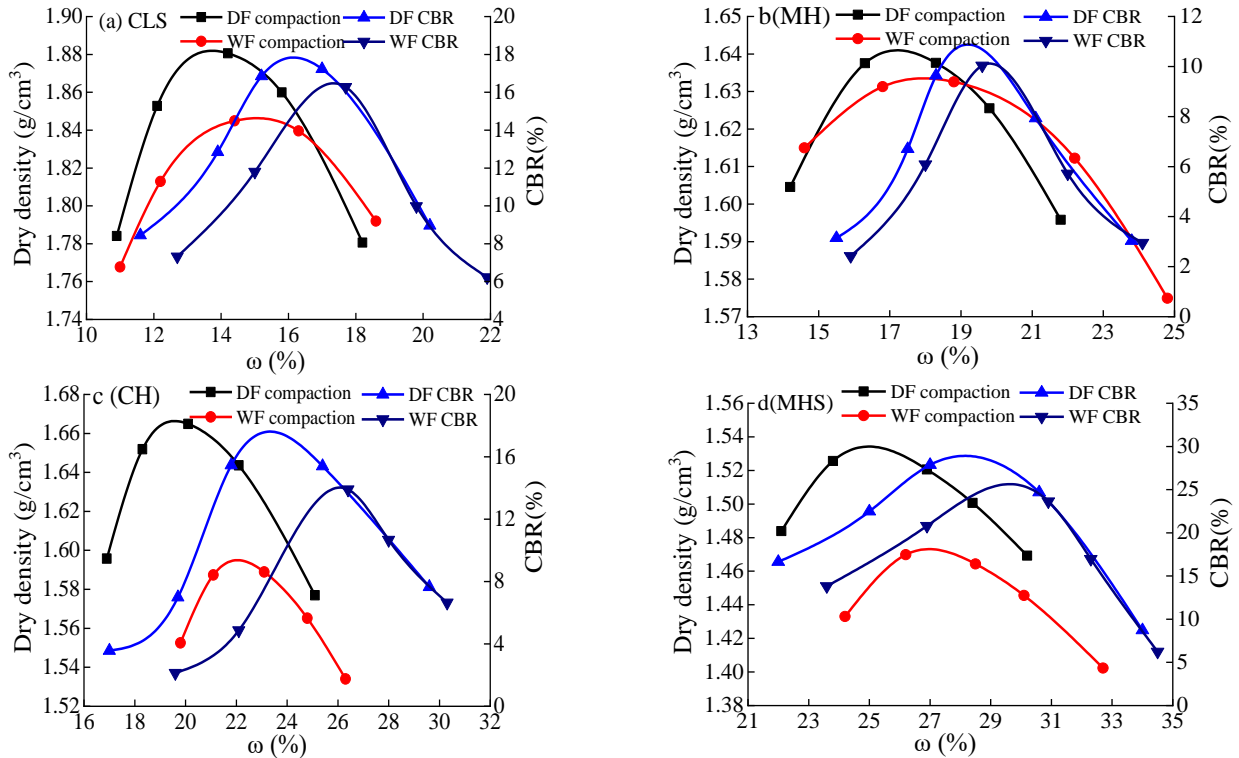 (a) CLS
DF compaction
DF CBR
WF compaction
WF CBR
1.90
1.88
1.86
1.84
1.82
1.80
1.78
1.76
1.74
Dry density (g/cm³)
20
18
16
14
12
10
8
6
4
CBR(%)
10 12 14 16 18 20 22
ω (%)
b(MH)
DF compaction
DF CBR
WF compaction
WF CBR
1.65
1.64
1.63
1.62
1.61
1.60
1.59
1.58
1.57
Dry density (g/cm³)
12
10
8
6
4
2
0
CBR(%)
13 15 17 19 21 23 25
ω (%)
c (CH)
DF compaction
DF CBR
WF compaction
WF CBR
1.68
1.66
1.64
1.62
1.60
1.58
1.56
1.54
1.52
Dry density (g/cm³)
20
16
12
8
4
0
CBR(%)
16 18 20 22 24 26 28 30 32
ω (%)
d(MHS)
DF compaction
DF CBR
WF compaction
WF CBR
1.56
1.54
1.52
1.50
1.48
1.46
1.44
1.42
1.40
1.38
Dry density (g/cm³)
35
30
25
20
15
10
5
0
CBR(%)
21 23 25 27 29 31 33 35
ω (%)